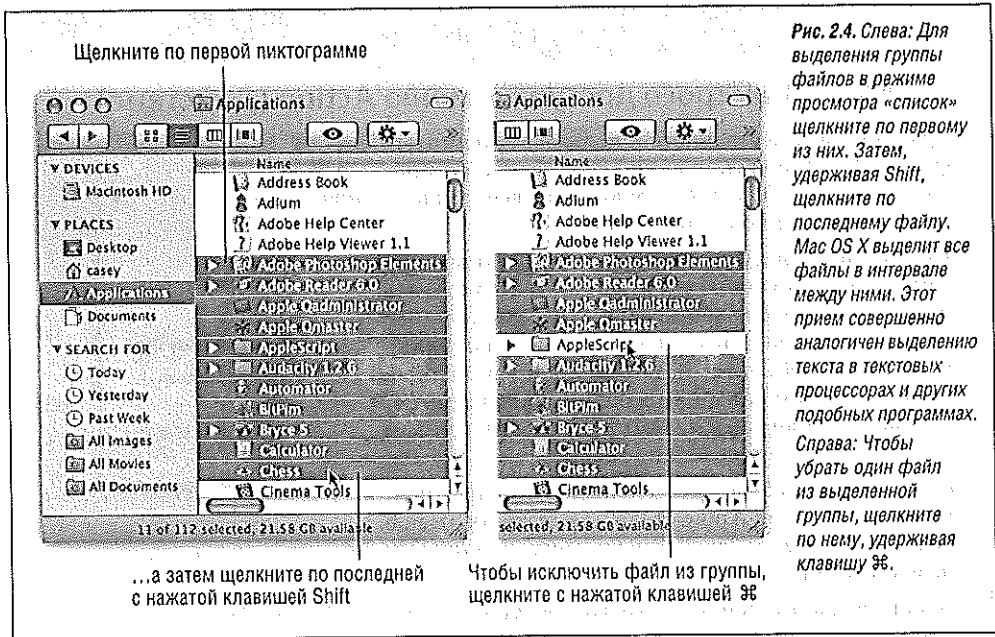 Щелкните по первой пиктограмме
Applications
Name
DEVICES
Macintosh HD
PLACES
Desktop
casey
Applications
Documents
SEARCH FOR
Today
Yesterday
Past Week
All Images
All Movies
All Documents
Address Book
Adium
Adobe Help Center
Adobe Help Viewer 1.1
Adobe Photoshop Elements
Adobe Reader 6.0
Apple Qadministrator
Apple Qmaster
AppleScript
Audacity 1.2.6
Automator
BitPim
Bryce 5
Calculator
Chess
Cinema Tools
11 of 112 selected, 21.58 GB available
…а затем щелкните по последней
с нажатой клавишей Shift
Applications
Name
Address Book
Adium
Adobe Help Center
Adobe Help Viewer 1.1
Adobe Photoshop Elements
Adobe Reader 6.0
Apple Qadministrator
Apple Qmaster
AppleScript
Audacity 1.2.6
Automator
BitPim
Bryce 5
Calculator
Chess
Cinema Tools
selected, 21.58 GB available
Чтобы исключить файл из группы,
щелкните с нажатой клавишей ⌘
Рис. 2.4. Слева: Для
выделения группы
файлов в режиме
просмотра «список»
щелкните по первому
из них. Затем,
удерживая Shift,
щелкните по
последнему файлу.
Mac OS X выделит все
файлы в интервале
между ними. Этот
прием совершенно
аналогичен выделению
текста в текстовых
процессорах и других
подобных программах.
Справа: Чтобы
убрать один файл
из выделенной
группы, щелкните
по нему, удерживая
клавишу ⌘.